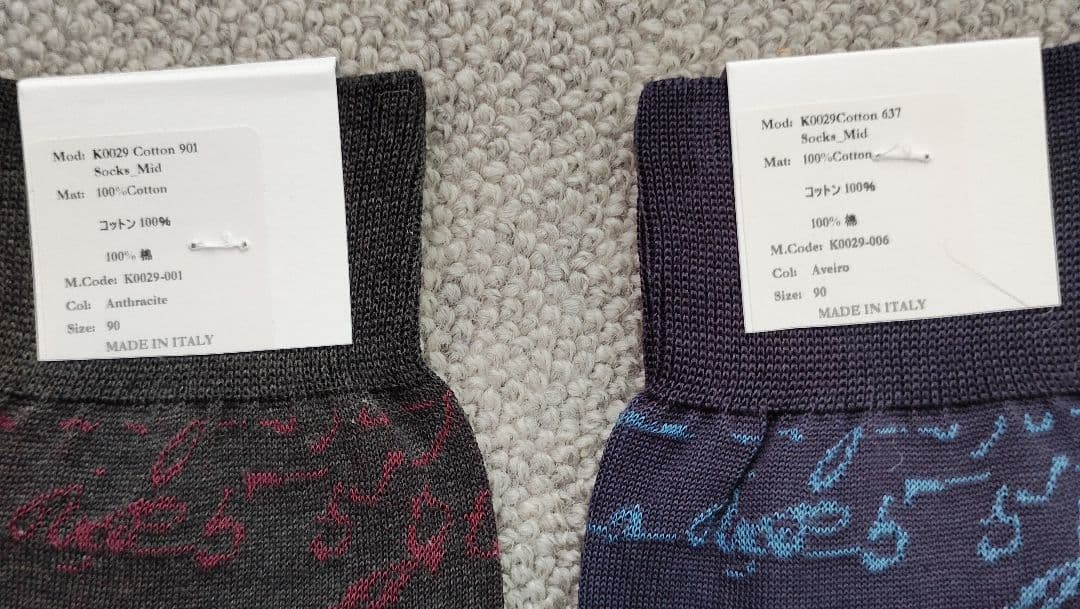 Mod: K0029 Cotton 901
Socks_Mid
Mat: 100%Cotton
コットン 100%
100% 棉
M.Code: K0029-001
Col: Anthracite
Size: 90
MADE IN ITALY
Mod: K0029Cotton 637
Socks_Mid
Mat: 100%Cotton
コットン 100%
100% 棉
M.Code: K0029-006
Col: Aveiro
Size: 90
MADE IN ITALY